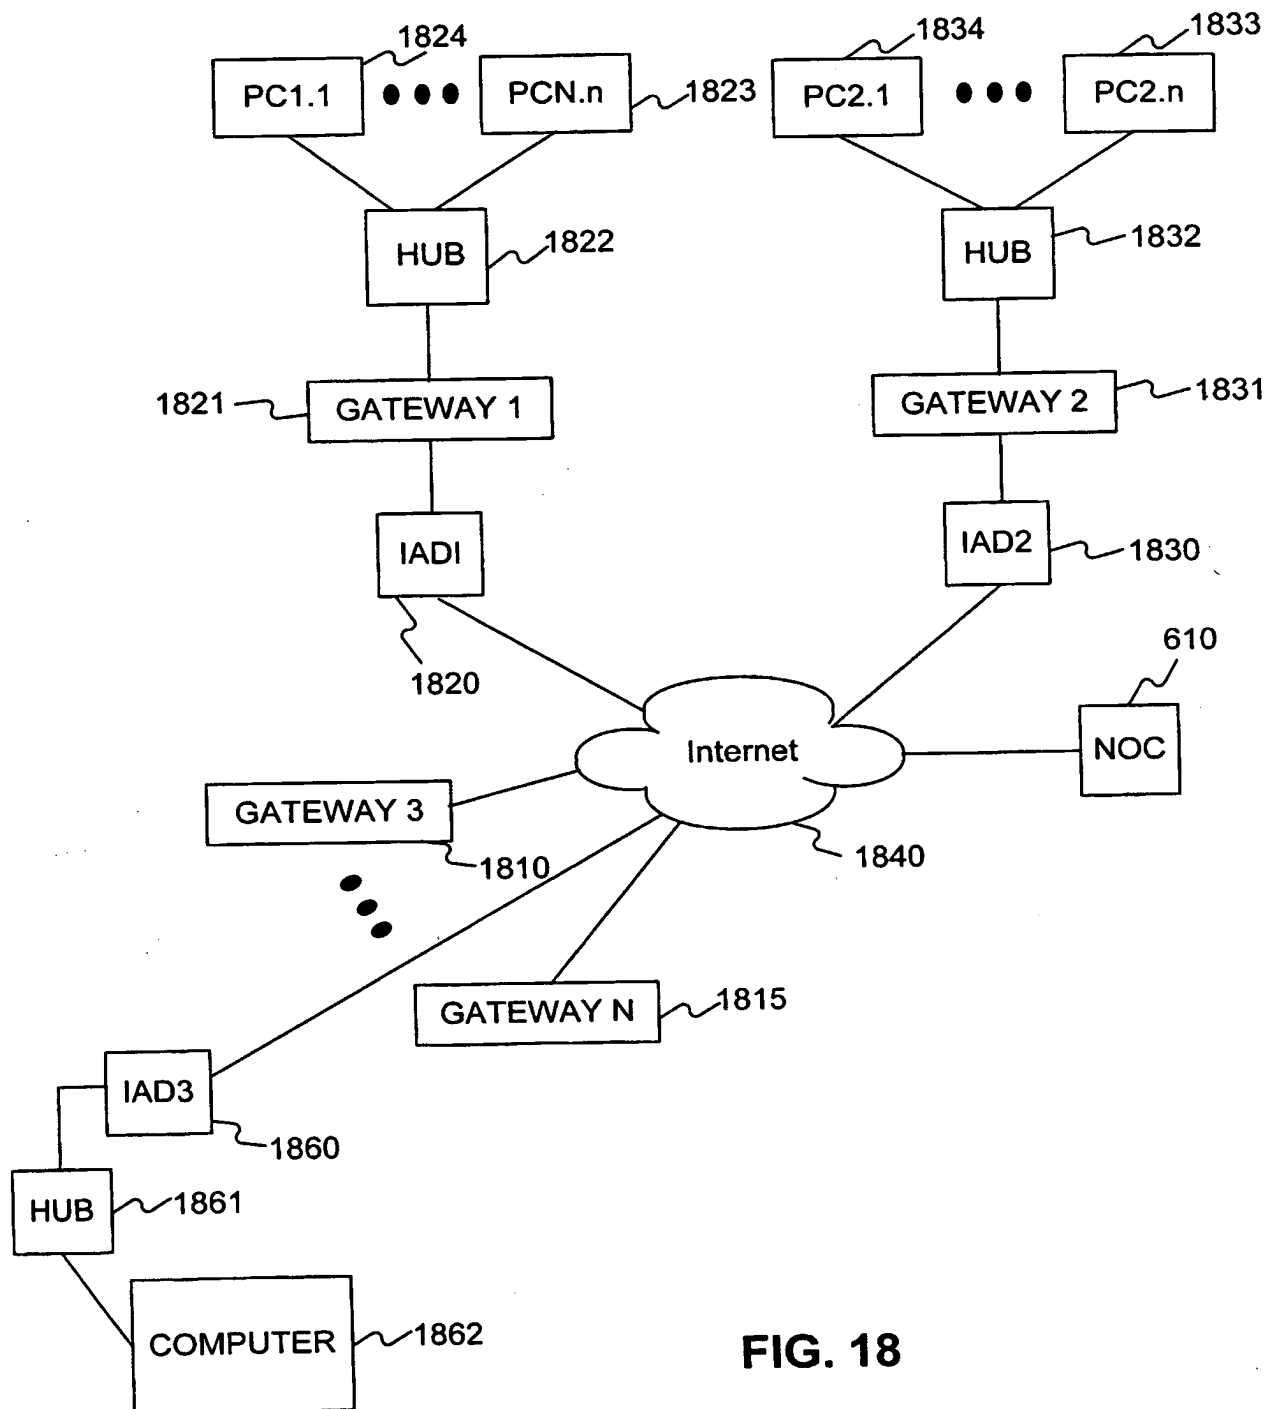 1824
1834
1833
PC1.1
PCN.n
1823
PC2.1
PC2.n
HUB
1822
HUB
1832
1821
GATEWAY 1
GATEWAY 2
1831
IADI
IAD2
1830
1820
610
Internet
NOC
GATEWAY 3
1810
1840
GATEWAY N
1815
IAD3
1860
HUB
1861
COMPUTER
1862
FIG. 18